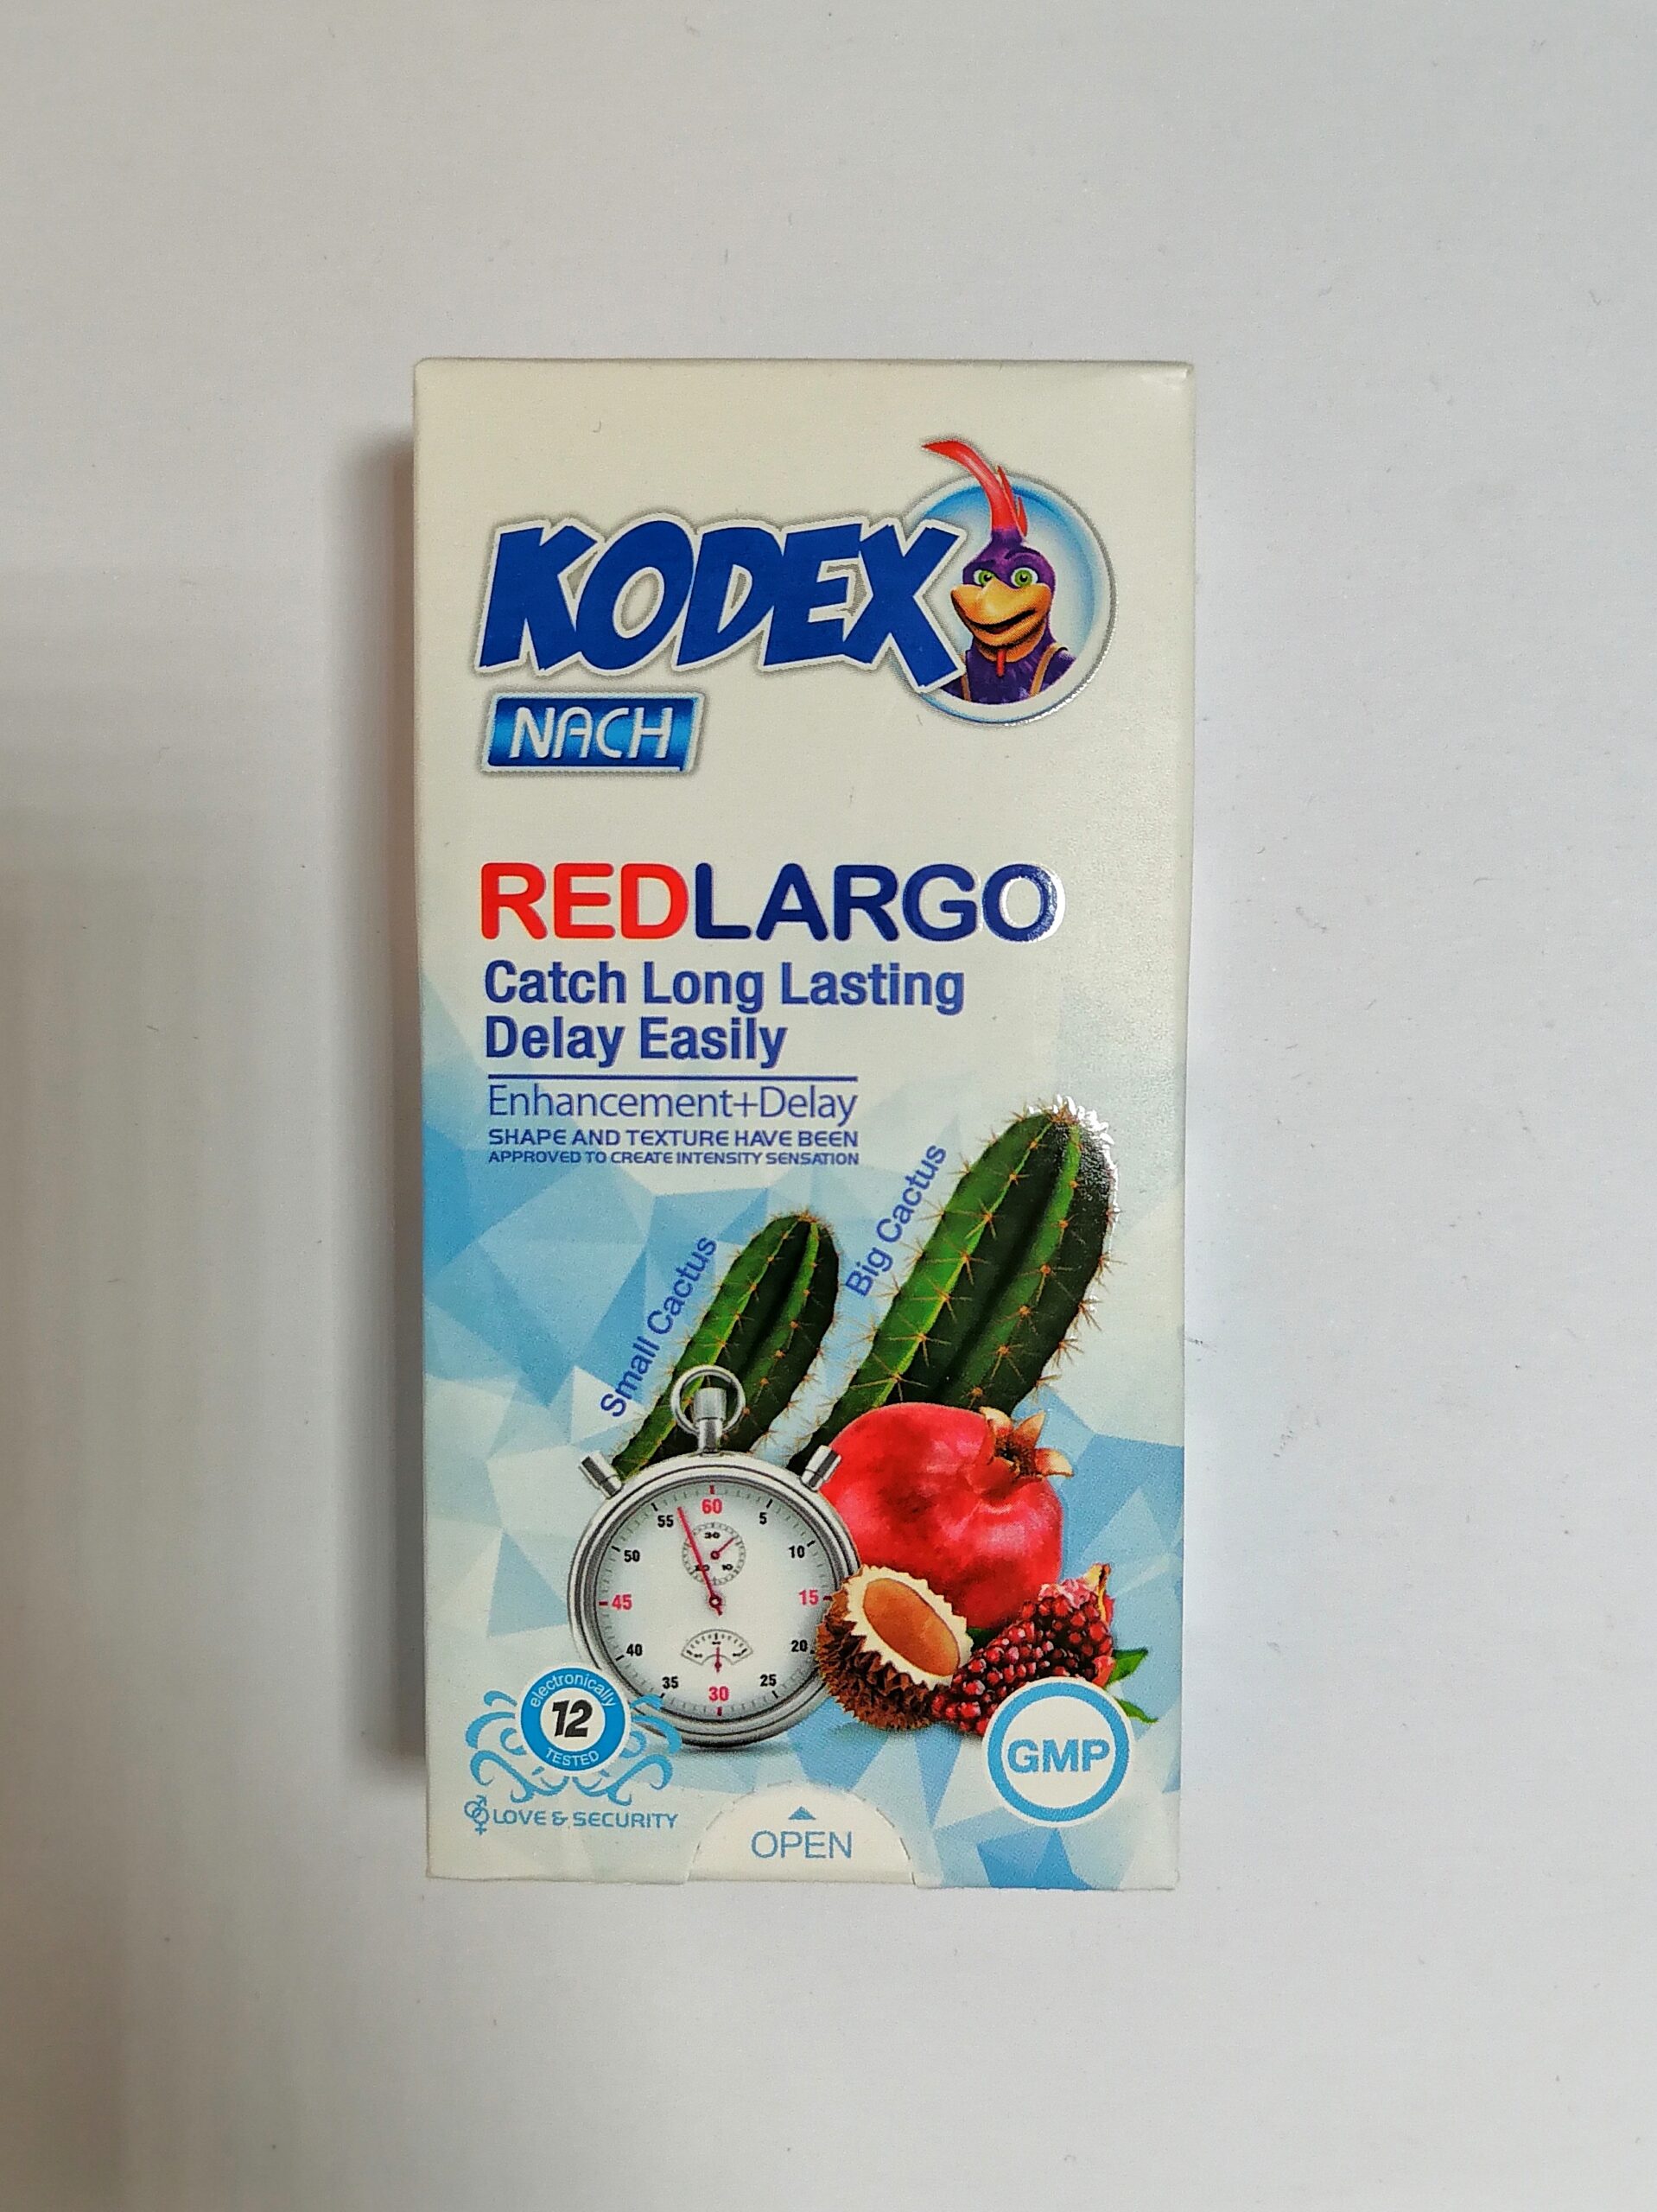 KODEX
NACH
REDLARGO
Catch Long Lasting
Delay Easily
Enhancement+Delay
SHAPE AND TEXTURE HAVE BEEN
APPROVED TO CREATE INTENSITY SENSATION
Small Cactus
Big Cactus
60
55
5
50
10
45
15
40
20
35
25
30
30
10
electronically
12
TESTED
LOVE & SECURITY
GMP
OPEN